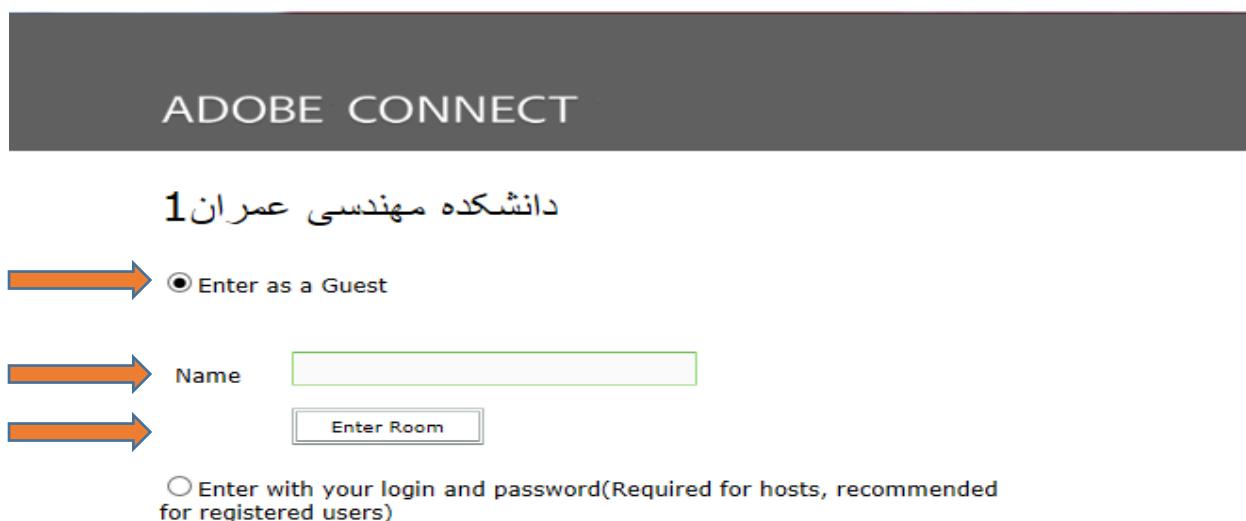 ADOBE CONNECT
دانشکده مهندسی عمران1
Enter as a Guest
Name
Enter Room
Enter with your login and password(Required for hosts, recommended
for registered users)